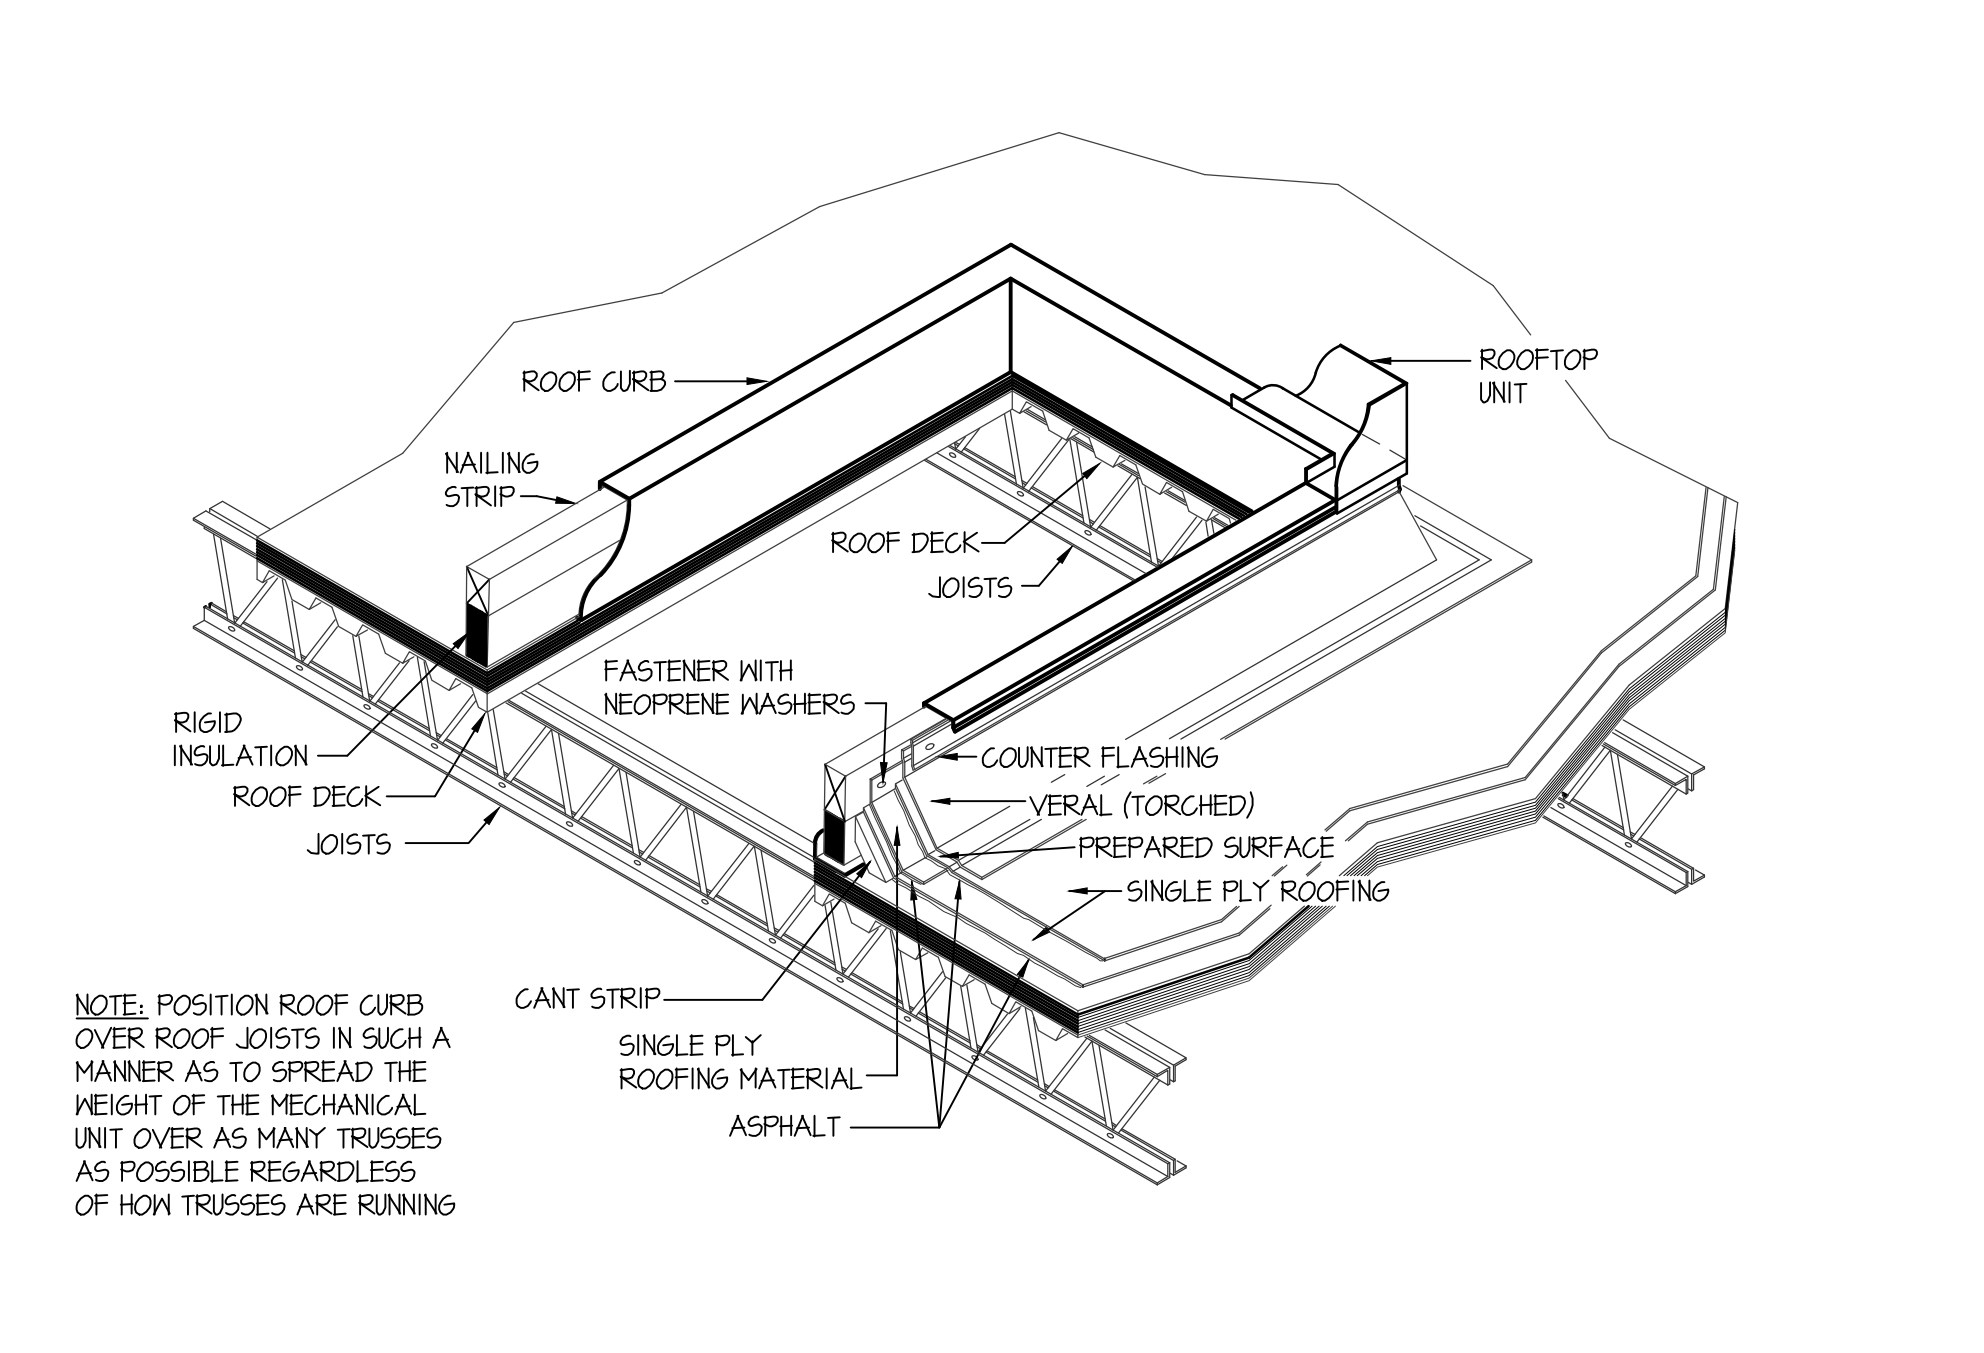 ROOFTOP
UNIT
ROOF CURB
NAILING
STRIP
ROOF DECK
JOISTS
FASTENER WITH
NEOPRENE WASHERS
RIGID
INSULATION
ROOF DECK
JOISTS
COUNTER FLASHING
VERAL (TORCHED)
PREPARED SURFACE
SINGLE PLY ROOFING
CANT STRIP
SINGLE PLY
ROOFING MATERIAL
ASPHALT
NOTE: POSITION ROOF CURB
OVER ROOF JOISTS IN SUCH A
MANNER AS TO SPREAD THE
WEIGHT OF THE MECHANICAL
UNIT OVER AS MANY TRUSSES
AS POSSIBLE REGARDLESS
OF HOW TRUSSES ARE RUNNING